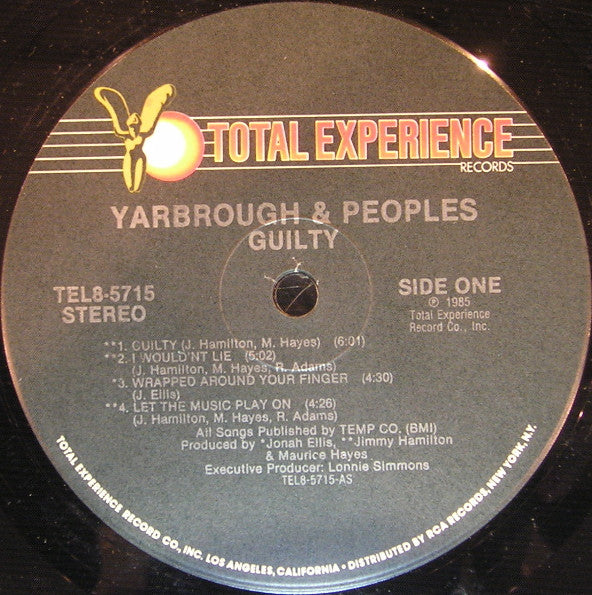 TOTAL EXPERIENCE
RECORDS
YARBROUGH & PEOPLES
GUILTY
TEL8-5715
STEREO
SIDE ONE
℗ 1985
Total Experience
Record Co., Inc.
**1. GUILTY (J. Hamilton, M. Hayes) (6:01)
**2. I WOULD'NT LIE (5:02)
(J. Hamilton, M. Hayes, R. Adams)
*3. WRAPPED AROUND YOUR FINGER (4:30)
(J. Ellis)
**4. LET THE MUSIC PLAY ON (4:26)
(J. Hamilton, M. Hayes, R. Adams)
All Songs Published by TEMP CO. (BMI)
Produced by *Jonah Ellis, **Jimmy Hamilton
& Maurice Hayes
Executive Producer: Lonnie Simmons
TEL8-5715-AS
TOTAL EXPERIENCE RECORD CO., INC. LOS ANGELES, CALIFORNIA • DISTRIBUTED BY RCA RECORDS, NEW YORK, N.Y.